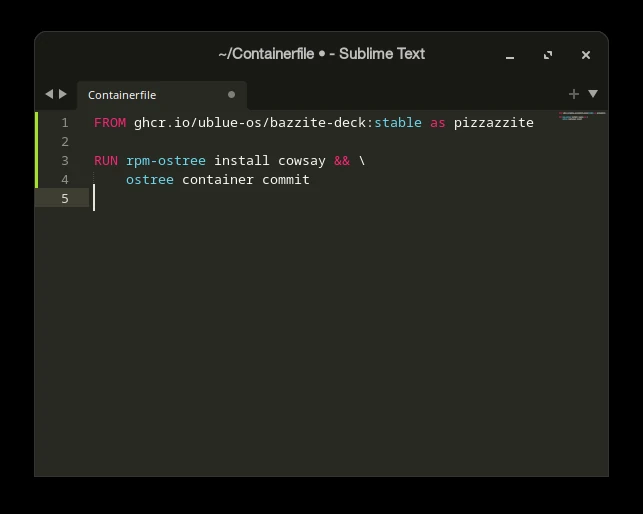 ~/Containerfile • - Sublime Text
Containerfile
1 FROM ghcr.io/ublue-os/bazzite-deck:stable as pizzazzite
2
3 RUN rpm-ostree install cowsay && \
4 ostree container commit
5